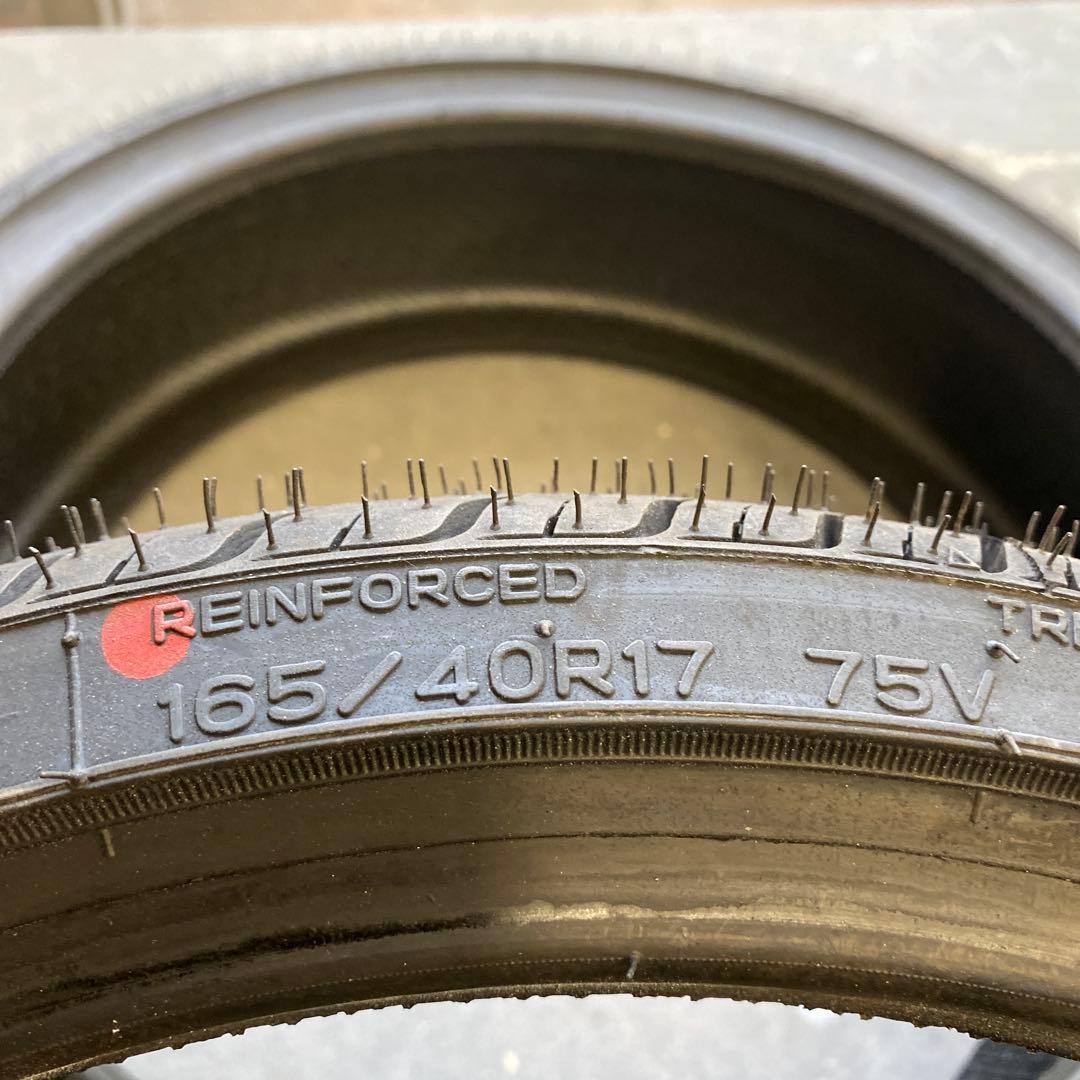 REINFORCED
165/40R17 75V